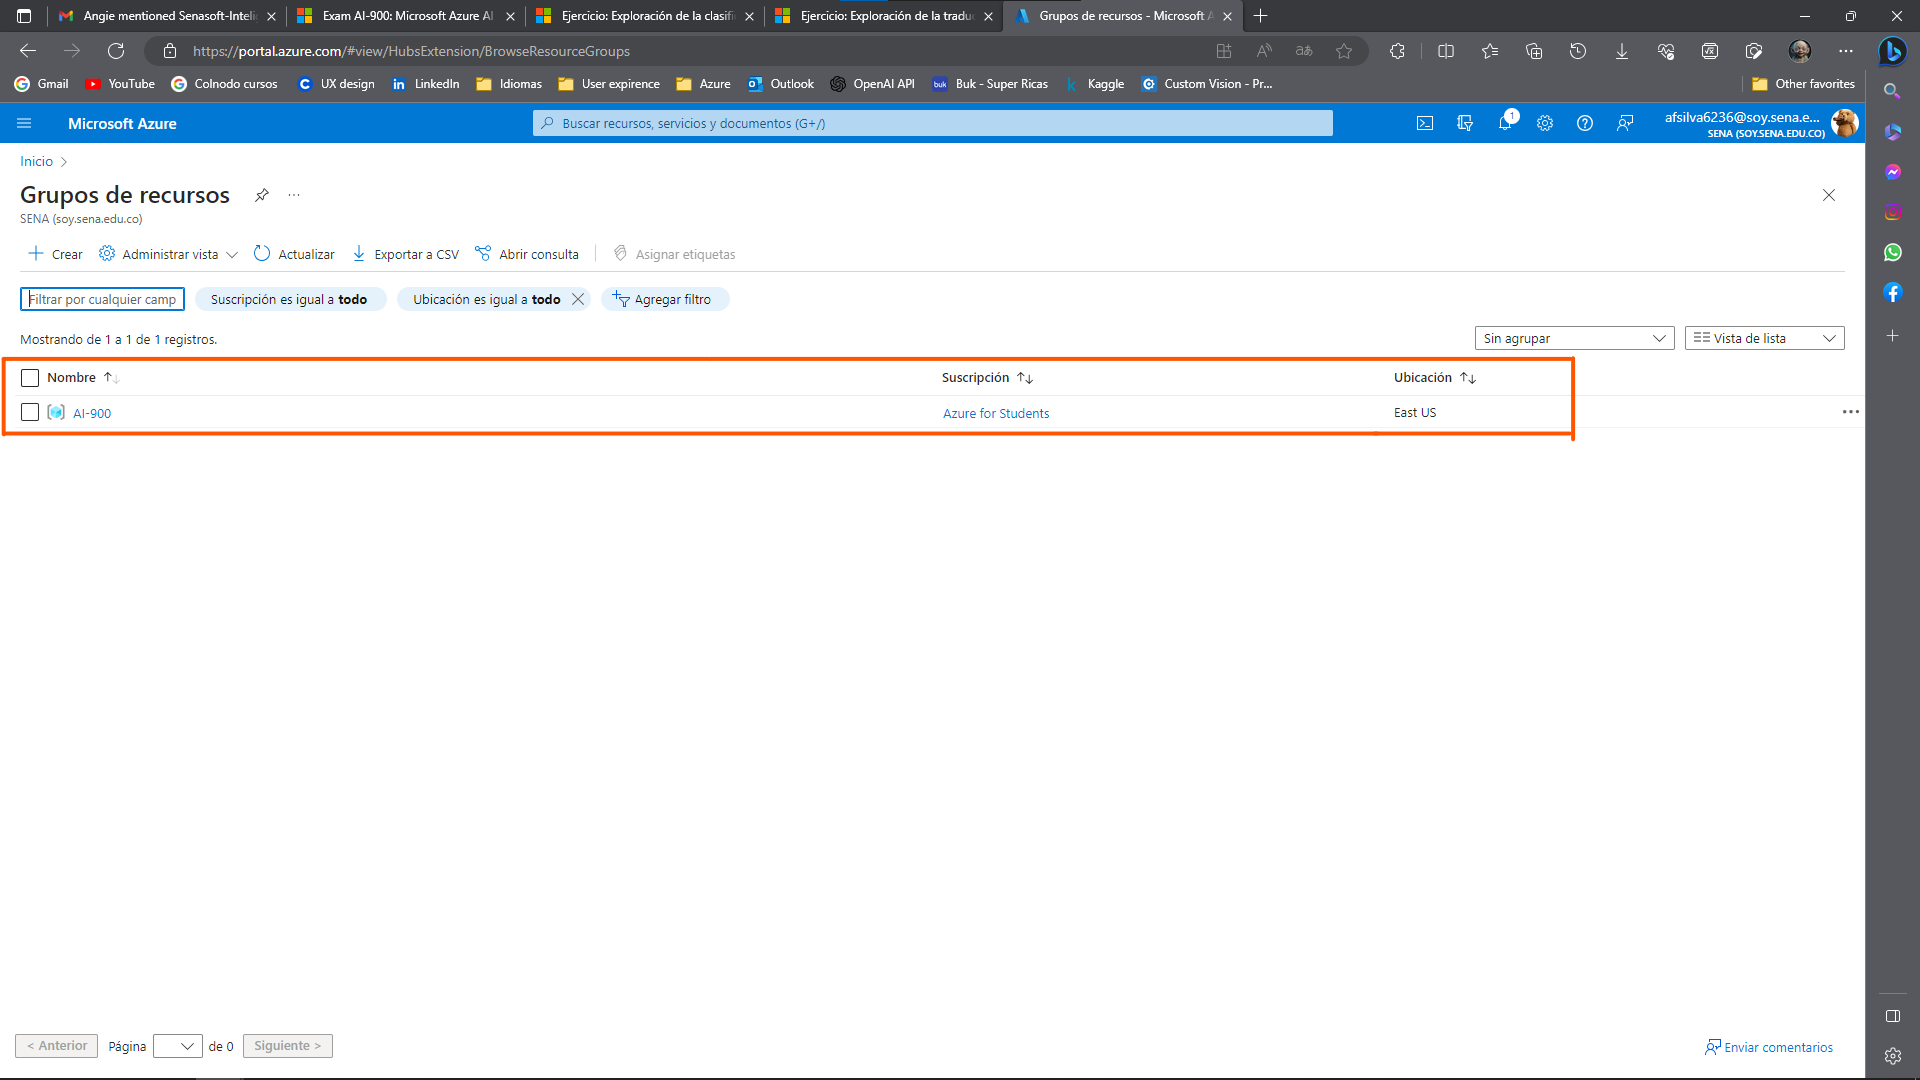 Angie mentioned Senasoft-Intelig
Exam AI-900: Microsoft Azure AI
Ejercicio: Exploración de la clasifi
Ejercicio: Exploración de la traduc
Grupos de recursos - Microsoft A
https://portal.azure.com/#view/HubsExtension/BrowseResourceGroups
Gmail YouTube Colnodo cursos UX design LinkedIn Idiomas User expirence Azure Outlook OpenAI API Buk - Super Ricas Kaggle Custom Vision - Pr... Other favorites
Microsoft Azure
Buscar recursos, servicios y documentos (G+/)
1
afsilva6236@soy.sena.e...
SENA (SOY.SENA.EDU.CO)
Inicio >
Grupos de recursos
SENA (soy.sena.edu.co)
Crear Administrar vista Actualizar Exportar a CSV Abrir consulta Asignar etiquetas
Filtrar por cualquier camp Suscripción es igual a todo Ubicación es igual a todo Agregar filtro
Mostrando de 1 a 1 de 1 registros. Sin agrupar Vista de lista
Nombre Suscripción Ubicación
AI-900 Azure for Students East US
< Anterior Página de 0 Siguiente > Enviar comentarios